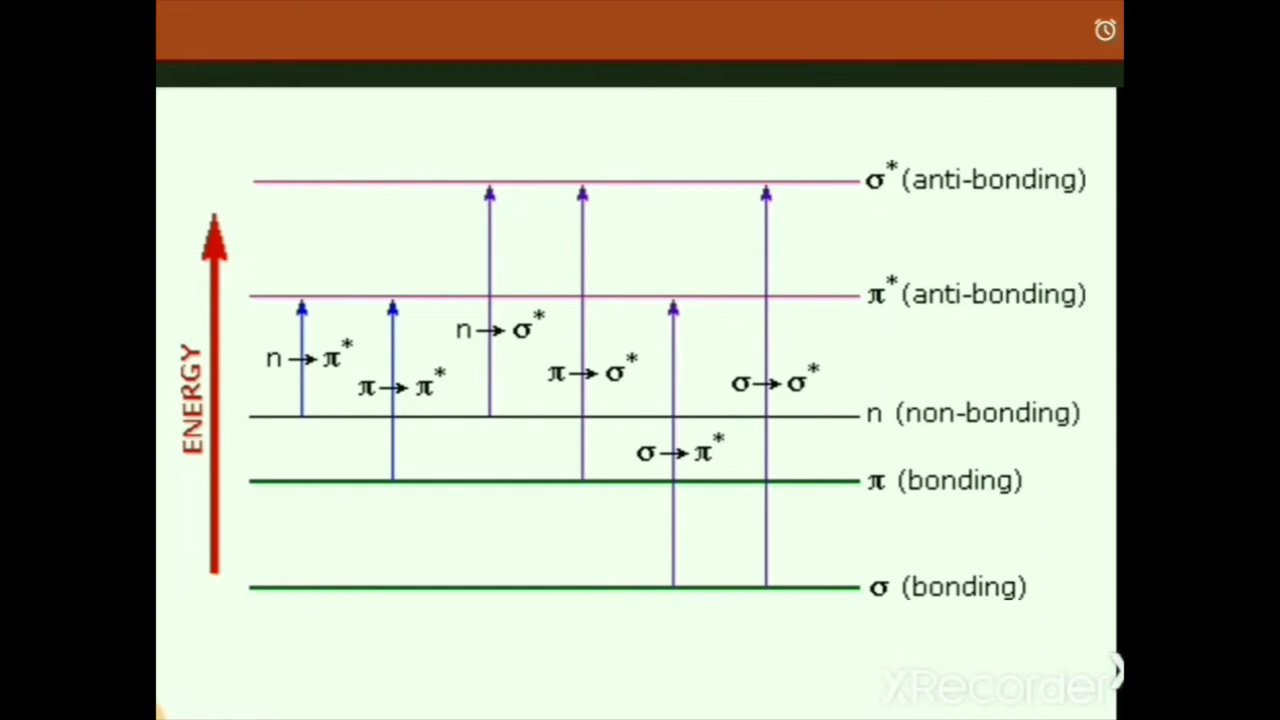 σ* (anti-bonding)
π* (anti-bonding)
n → σ*
n → π*
π → σ*
π → π*
σ → σ*
n (non-bonding)
ENERGY
σ → π*
π (bonding)
σ (bonding)
XRecorder